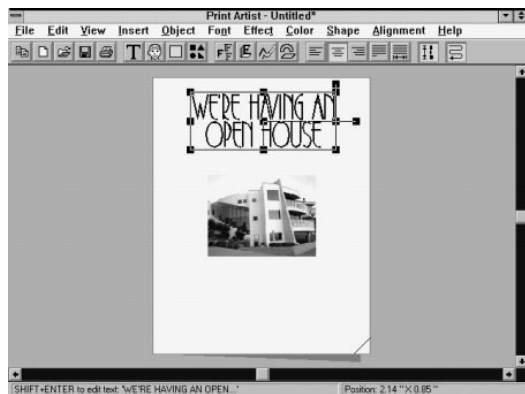 Print Artist - Untitled*
File Edit View Insert Object Font Effect Color Shape Alignment Help
WE'RE HAVING AN
OPEN HOUSE
SHIFT+ENTER to edit text: 'WE'RE HAVING AN OPEN...' Position: 2.14 " X 0.85 "